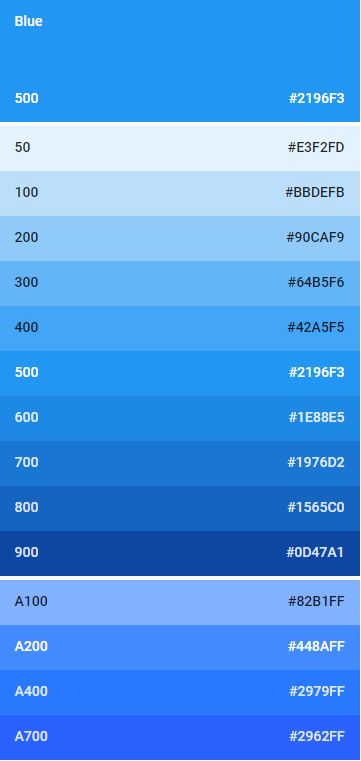 Blue
500 #2196F3
50 #E3F2FD
100 #BBDEFB
200 #90CAF9
300 #64B5F6
400 #42A5F5
500 #2196F3
600 #1E88E5
700 #1976D2
800 #1565C0
900 #0D47A1
A100 #82B1FF
A200 #448AFF
A400 #2979FF
A700 #2962FF